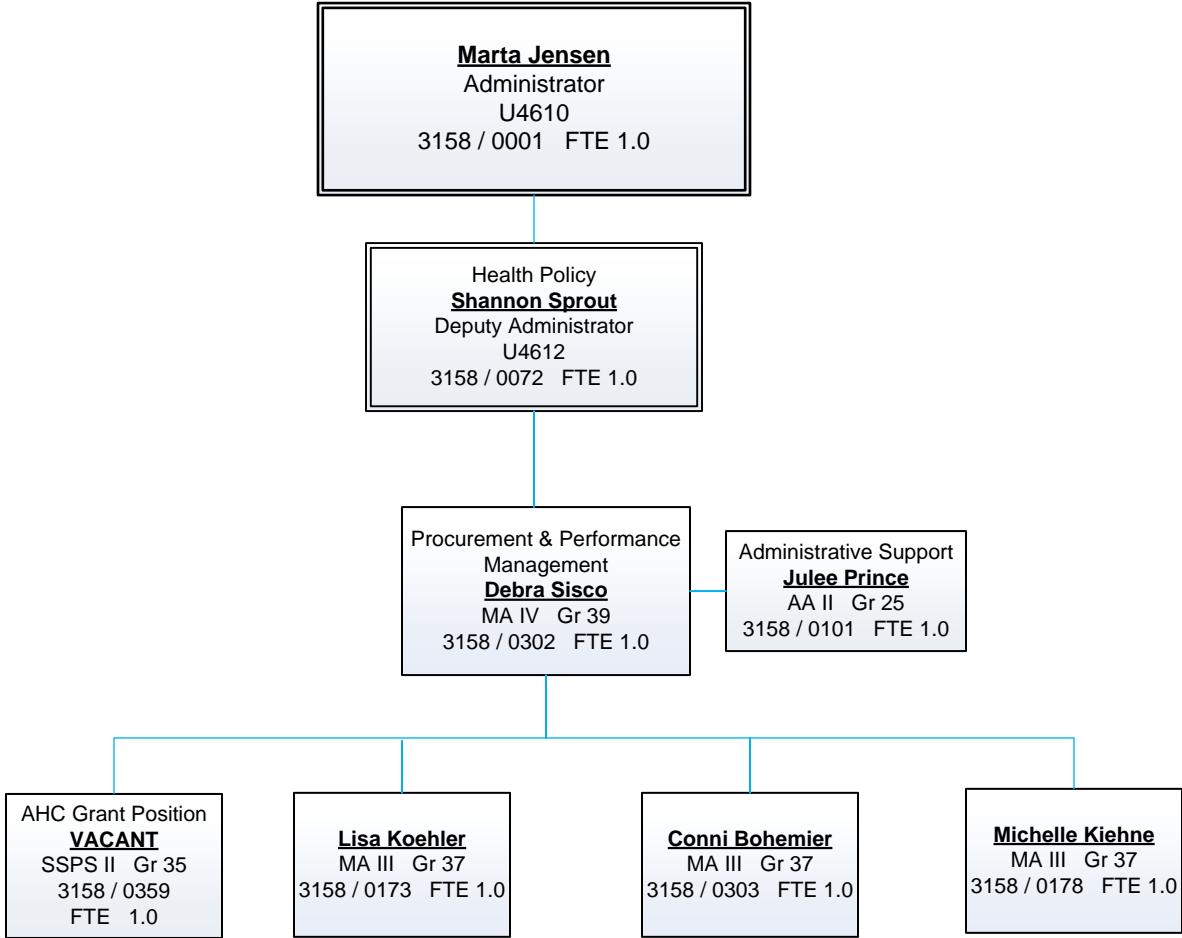 Marta Jensen
Administrator
U4610
3158 / 0001 FTE 1.0
Health Policy
Shannon Sprout
Deputy Administrator
U4612
3158 / 0072 FTE 1.0
Procurement & Performance
Management
Debra Sisco
MA IV Gr 39
3158 / 0302 FTE 1.0
Administrative Support
Julee Prince
AA II Gr 25
3158 / 0101 FTE 1.0
AHC Grant Position
VACANT
SSPS II Gr 35
3158 / 0359
FTE 1.0
Lisa Koehler
MA III Gr 37
3158 / 0173 FTE 1.0
Conni Bohemier
MA III Gr 37
3158 / 0303 FTE 1.0
Michelle Kiehne
MA III Gr 37
3158 / 0178 FTE 1.0